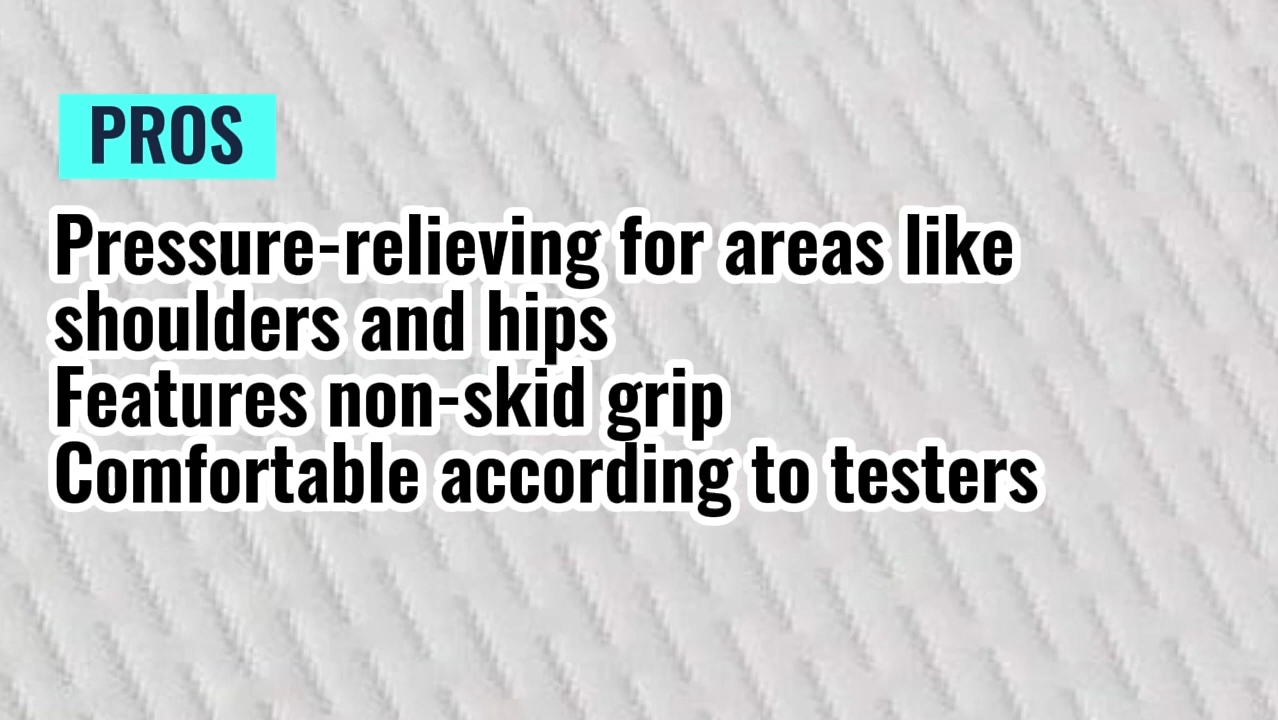 PROS
Pressure-relieving for areas like
shoulders and hips
Features non-skid grip
Comfortable according to testers